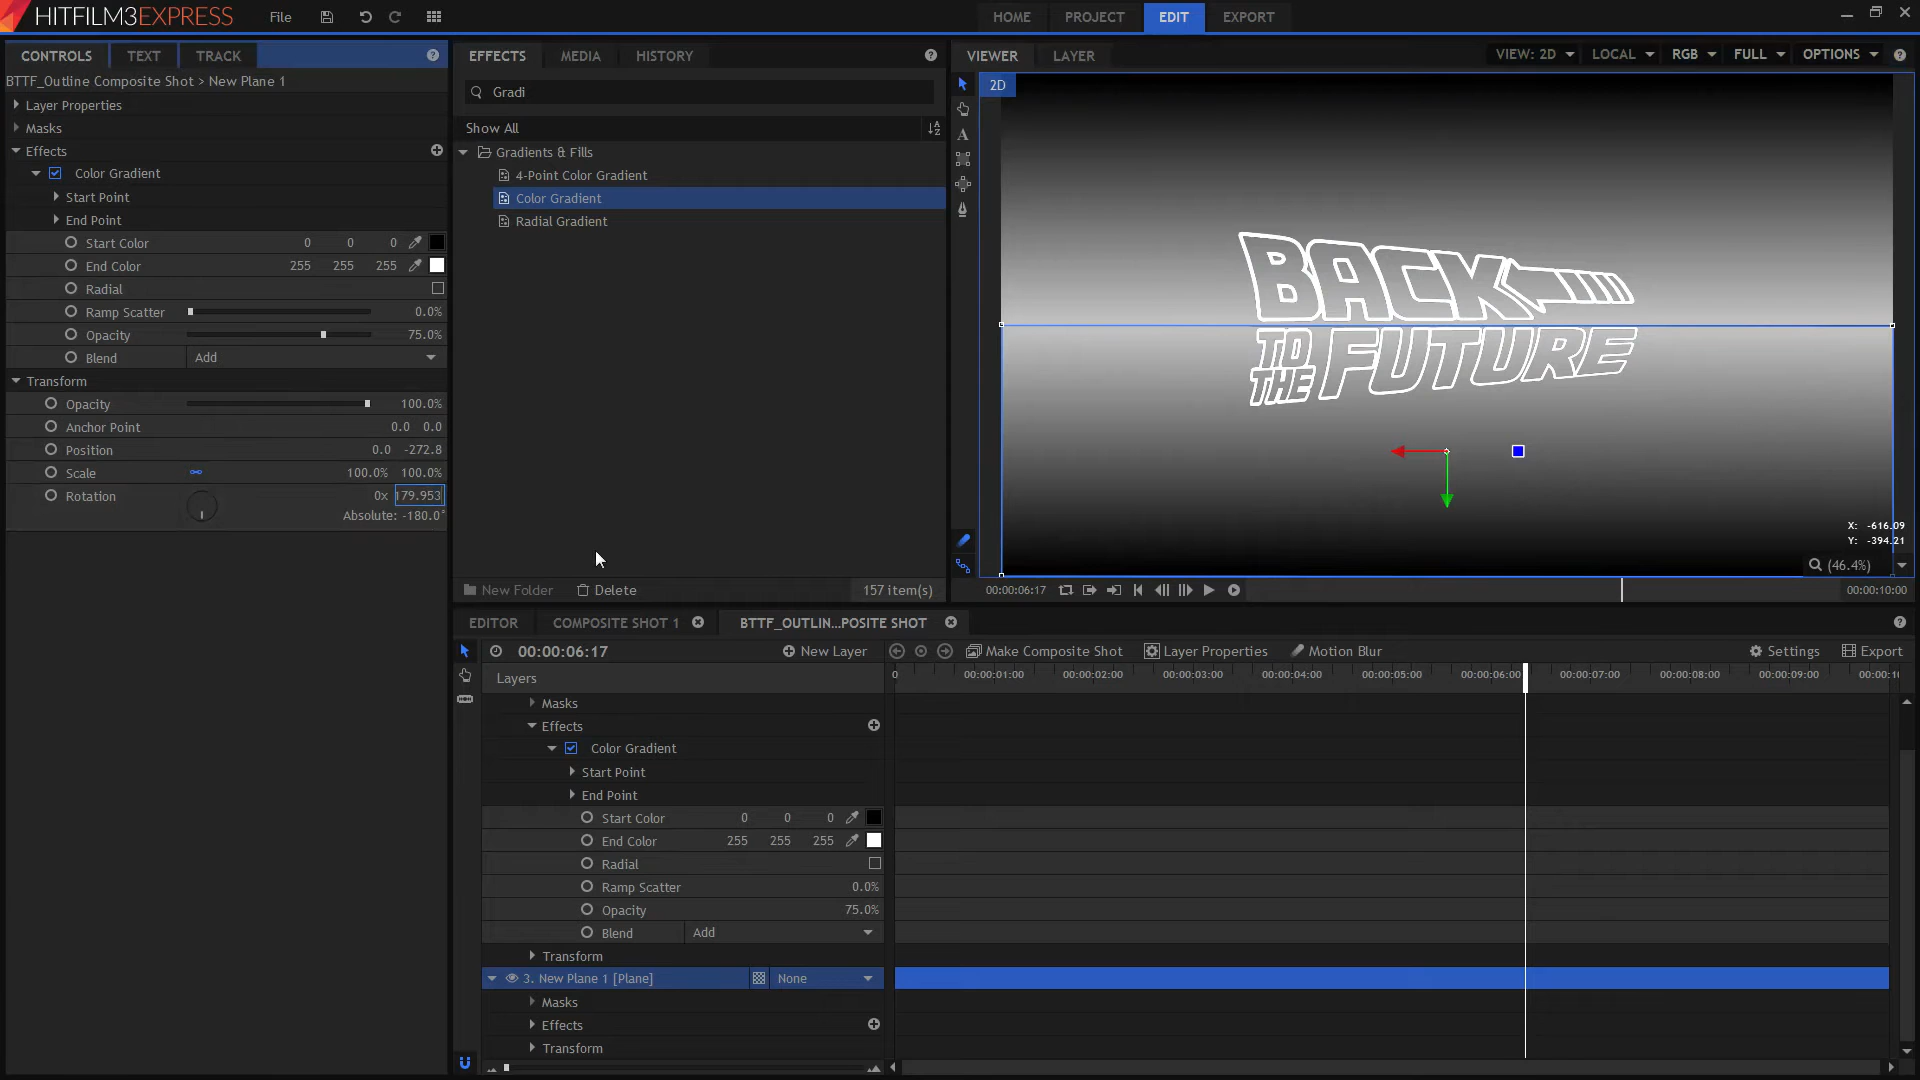 HITFILM3EXPRESS
File
HOME
PROJECT
EDIT
EXPORT
CONTROLS
TEXT
TRACK
BTTF_Outline Composite Shot > New Plane 1
Layer Properties
Masks
Effects
Color Gradient
Start Point
End Point
Start Color 0 0 0
End Color 255 255 255
Radial
Ramp Scatter 0.0%
Opacity 75.0%
Blend Add
Transform
Opacity 100.0%
Anchor Point 0.0 0.0
Position 0.0 -272.8
Scale 100.0% 100.0%
Rotation 0x 179.953
Absolute: -180.0°
EFFECTS
MEDIA
HISTORY
Gradi
Show All
Gradients & Fills
4-Point Color Gradient
Color Gradient
Radial Gradient
New Folder
Delete
157 item(s)
VIEWER
LAYER
VIEW: 2D
LOCAL
RGB
FULL
OPTIONS
2D
BACK
TO
THE FUTURE
X: -616.09
Y: -394.21
(46.4%)
00:00:06:17
00:00:10:00
EDITOR
COMPOSITE SHOT 1
BTTF_OUTLIN...POSITE SHOT
00:00:06:17
New Layer
Make Composite Shot
Layer Properties
Motion Blur
Settings
Export
Layers
0 00:00:01:00 00:00:02:00 00:00:03:00 00:00:04:00 00:00:05:00 00:00:06:00 00:00:07:00 00:00:08:00 00:00:09:00 00:00:1
Masks
Effects
Color Gradient
Start Point
End Point
Start Color 0 0 0
End Color 255 255 255
Radial
Ramp Scatter 0.0%
Opacity 75.0%
Blend Add
Transform
3. New Plane 1 [Plane] None
Masks
Effects
Transform